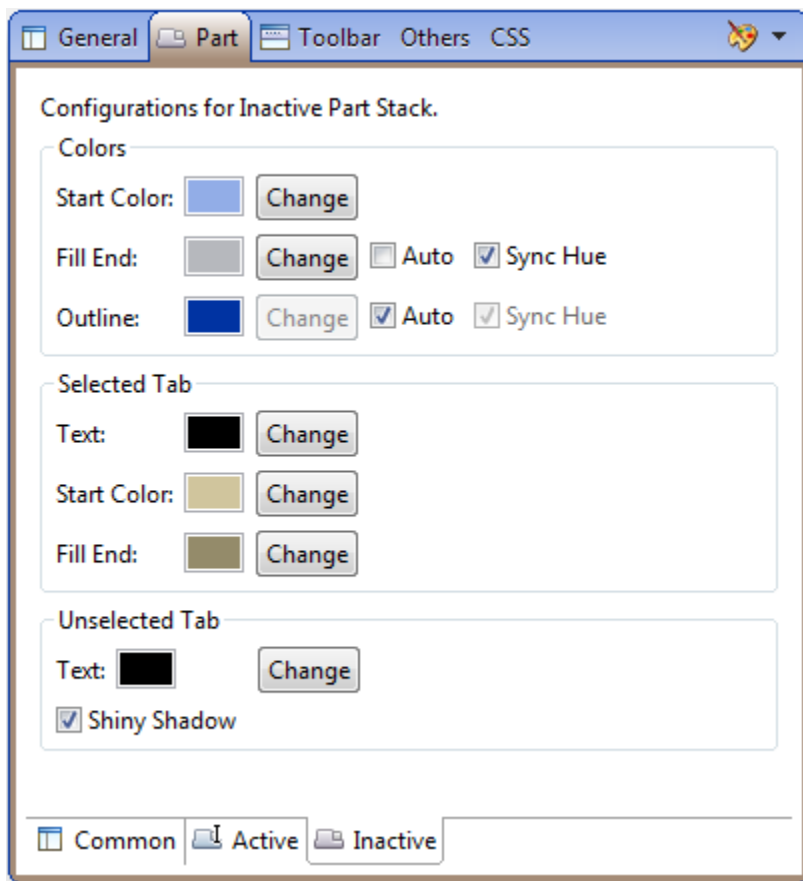 General Part Toolbar Others CSS
Configurations for Inactive Part Stack.
Colors
Start Color: Change
Fill End: Change Auto Sync Hue
Outline: Change Auto Sync Hue
Selected Tab
Text: Change
Start Color: Change
Fill End: Change
Unselected Tab
Text: Change
Shiny Shadow
Common Active Inactive